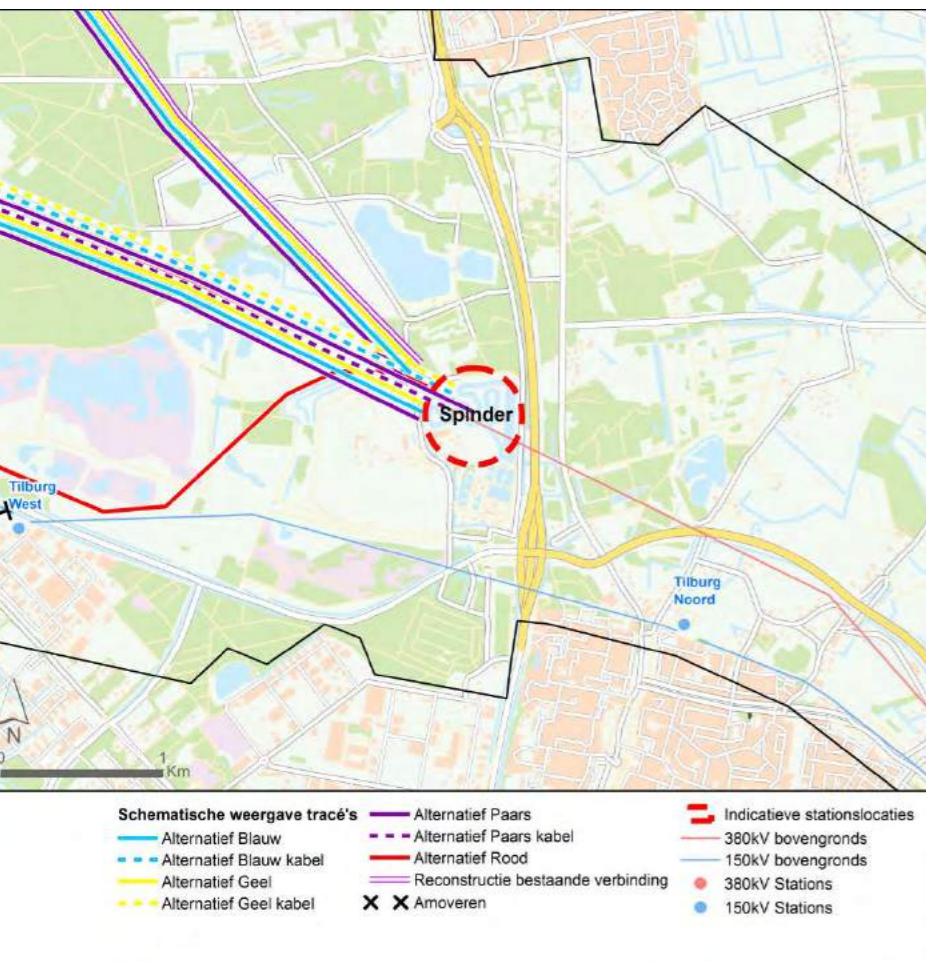 Spinder
Tilburg
West
Tilburg
Noord
N
0
1
Km
Schematische weergave tracé's
Alternatief Blauw
Alternatief Blauw kabel
Alternatief Geel
Alternatief Geel kabel
Alternatief Paars
Alternatief Paars kabel
Alternatief Rood
Reconstructie bestaande verbinding
Amoveren
Indicatieve stationslocaties
380kV bovengronds
150kV bovengronds
380kV Stations
150kV Stations